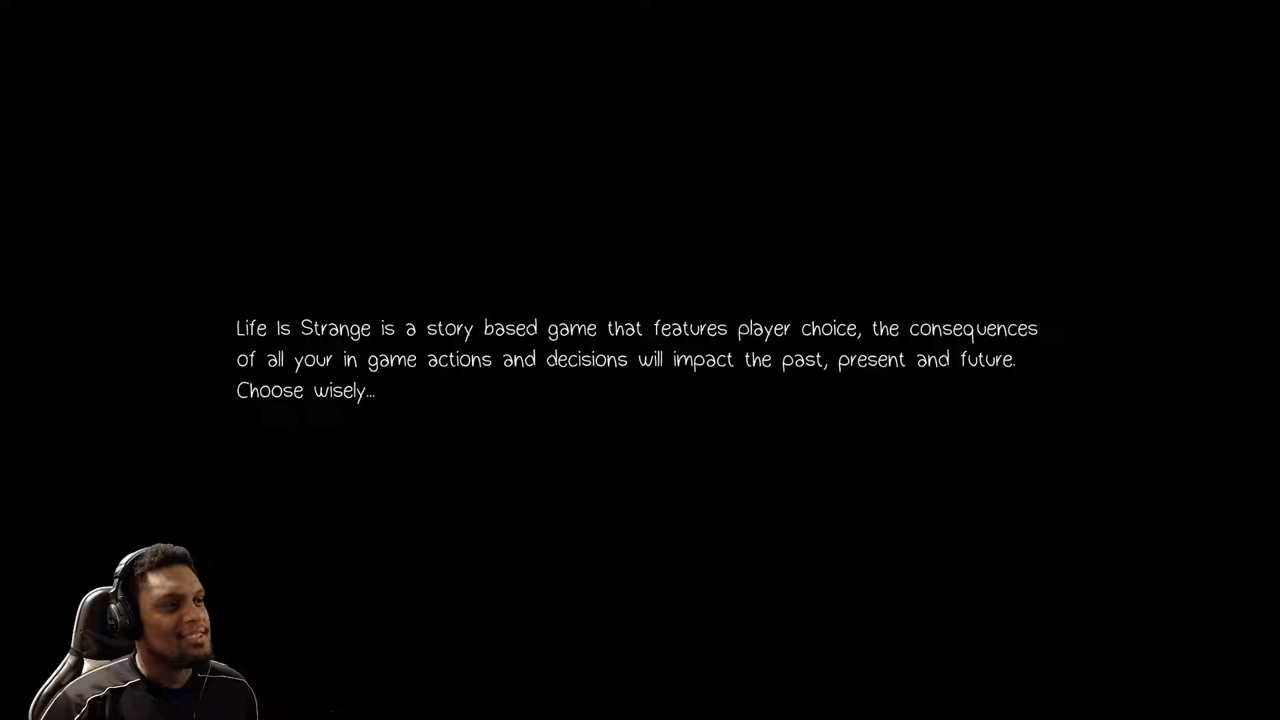 Life Is Strange is a story based game that features player choice, the consequences
of all your in game actions and decisions will impact the past, present and future.
Choose wisely...